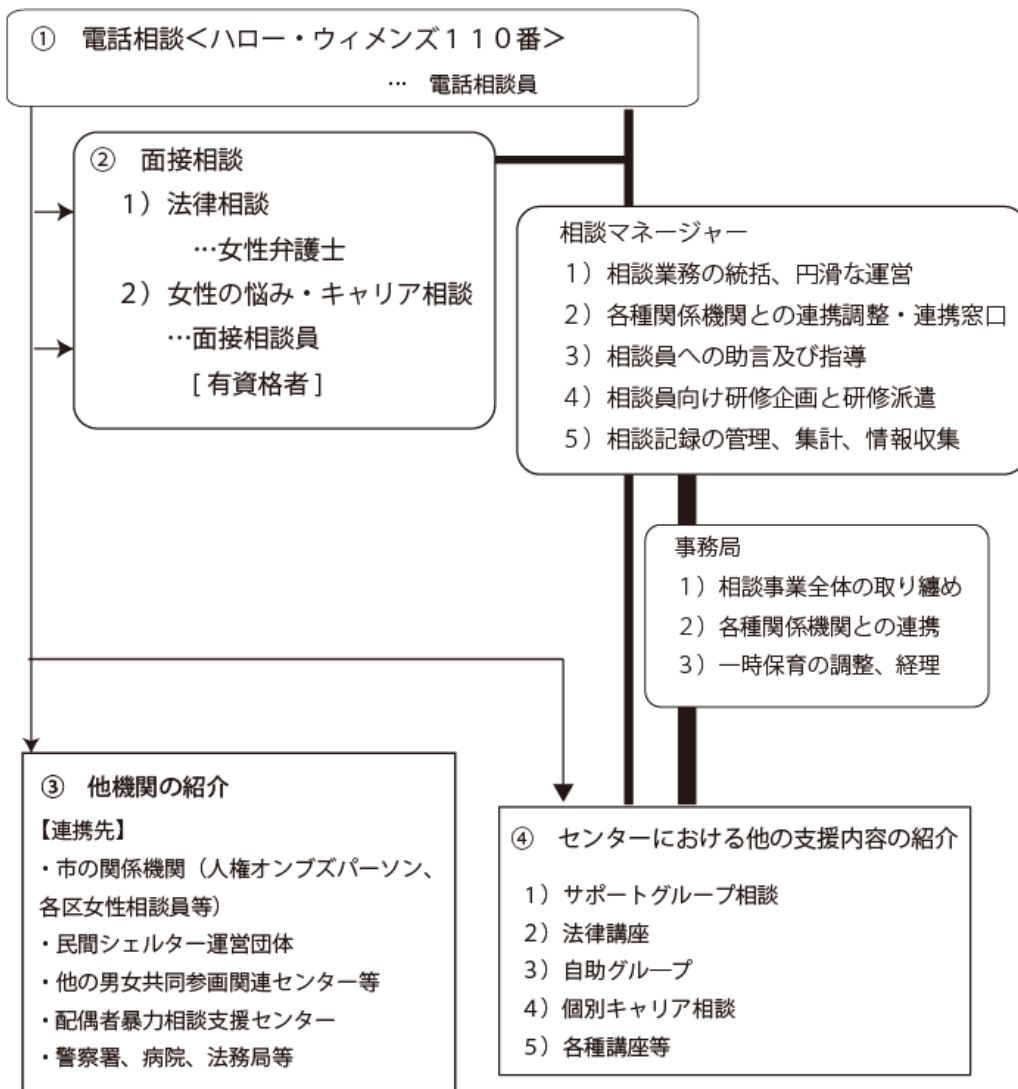 ① 電話相談<ハロー・ウィメンズ１１０番>
… 電話相談員
② 面接相談
１）法律相談
…女性弁護士
２）女性の悩み・キャリア相談
…面接相談員
[ 有資格者 ]
相談マネージャー
１）相談業務の統括、円滑な運営
２）各種関係機関との連携調整・連携窓口
３）相談員への助言及び指導
４）相談員向け研修企画と研修派遣
５）相談記録の管理、集計、情報収集
事務局
１）相談事業全体の取り纏め
２）各種関係機関との連携
３）一時保育の調整、経理
③ 他機関の紹介
【連携先】
・市の関係機関（人権オンブズパーソン、
各区女性相談員等）
・民間シェルター運営団体
・他の男女共同参画関連センター等
・配偶者暴力相談支援センター
・警察署、病院、法務局等
④ センターにおける他の支援内容の紹介
１）サポートグループ相談
２）法律講座
３）自助グループ
４）個別キャリア相談
５）各種講座等